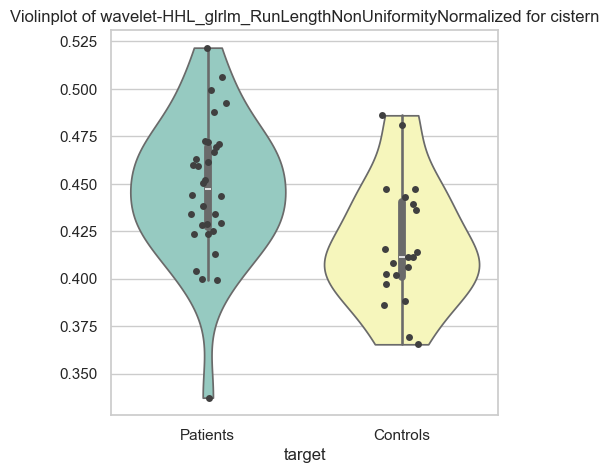 Violinplot of wavelet-HHL_glrlm_RunLengthNonUniformityNormalized for cistern
0.525
0.500
0.475
0.450
0.425
0.400
0.375
0.350
Patients Controls
target